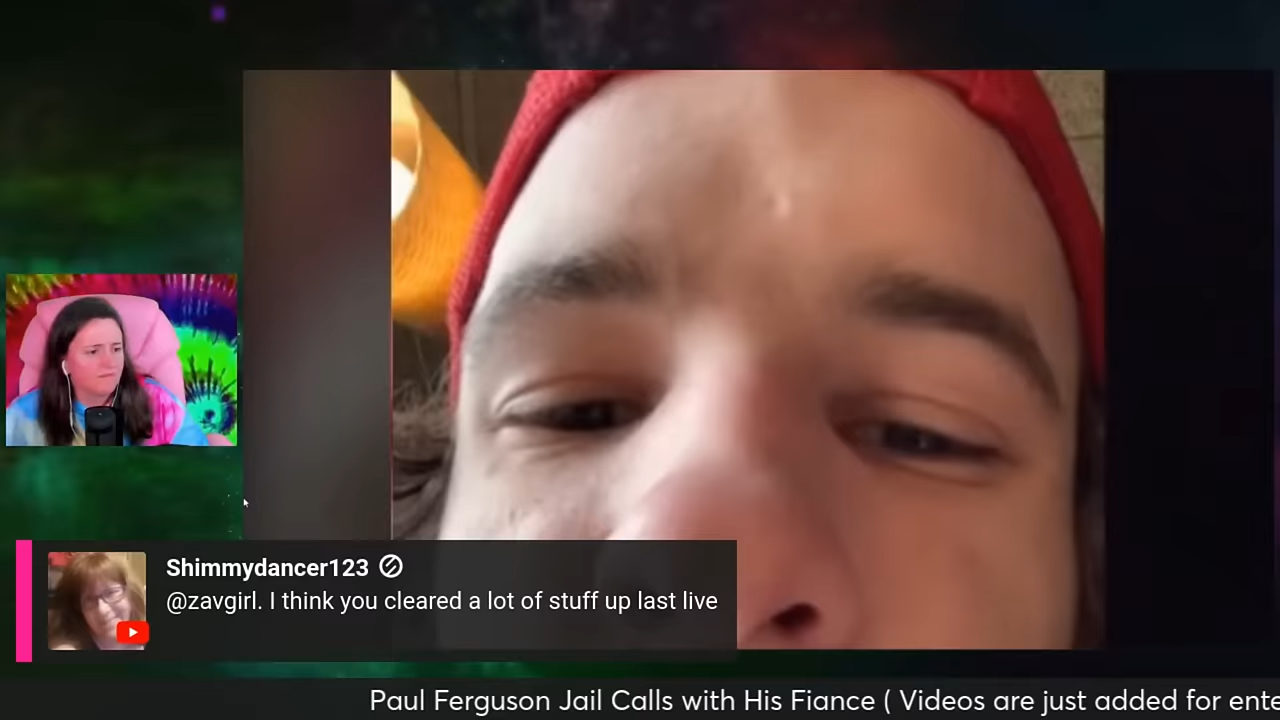 Shimmydancer123
@zavgirl. I think you cleared a lot of stuff up last live
Paul Ferguson Jail Calls with His Fiance ( Videos are just added for ente